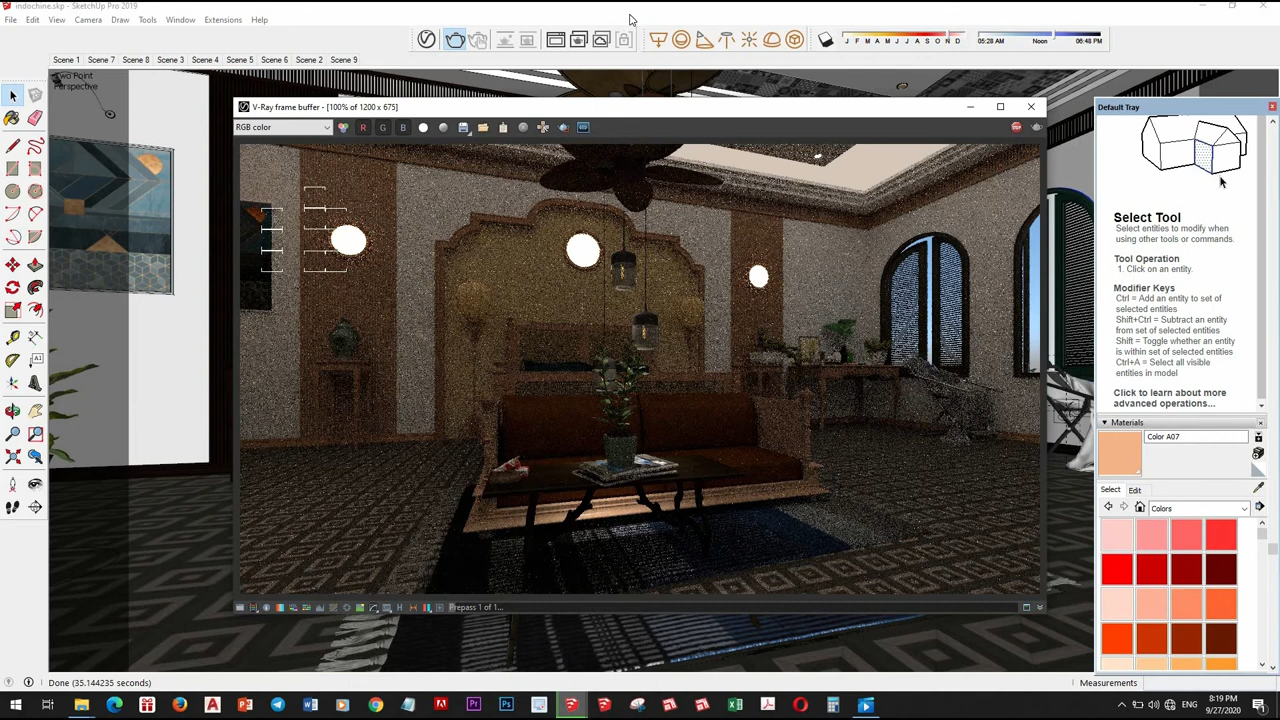 indochine.skp - SketchUp Pro 2019
File Edit View Camera Draw Tools Window Extensions Help
J F M A M J J A S O N D 05:28 AM Noon 06:48 PM
Scene 1 Scene 7 Scene 8 Scene 3 Scene 4 Scene 5 Scene 6 Scene 2 Scene 9
Two Point
Perspective
V-Ray frame buffer - [100% of 1200 x 675]
RGB color
R G B
STOP
Prepass 1 of 1...
Default Tray
Select Tool
Select entities to modify when
using other tools or commands.
Tool Operation
1. Click on an entity.
Modifier Keys
Ctrl = Add an entity to set of
selected entities
Shift+Ctrl = Subtract an entity
from set of selected entities
Shift = Toggle whether an entity
is within set of selected entities
Ctrl+A = Select all visible
entities in model
Click to learn about more
advanced operations...
Materials
Color A07
Select Edit
Colors
Done (35.144235 seconds)
Measurements
ENG
8:19 PM
9/27/2020